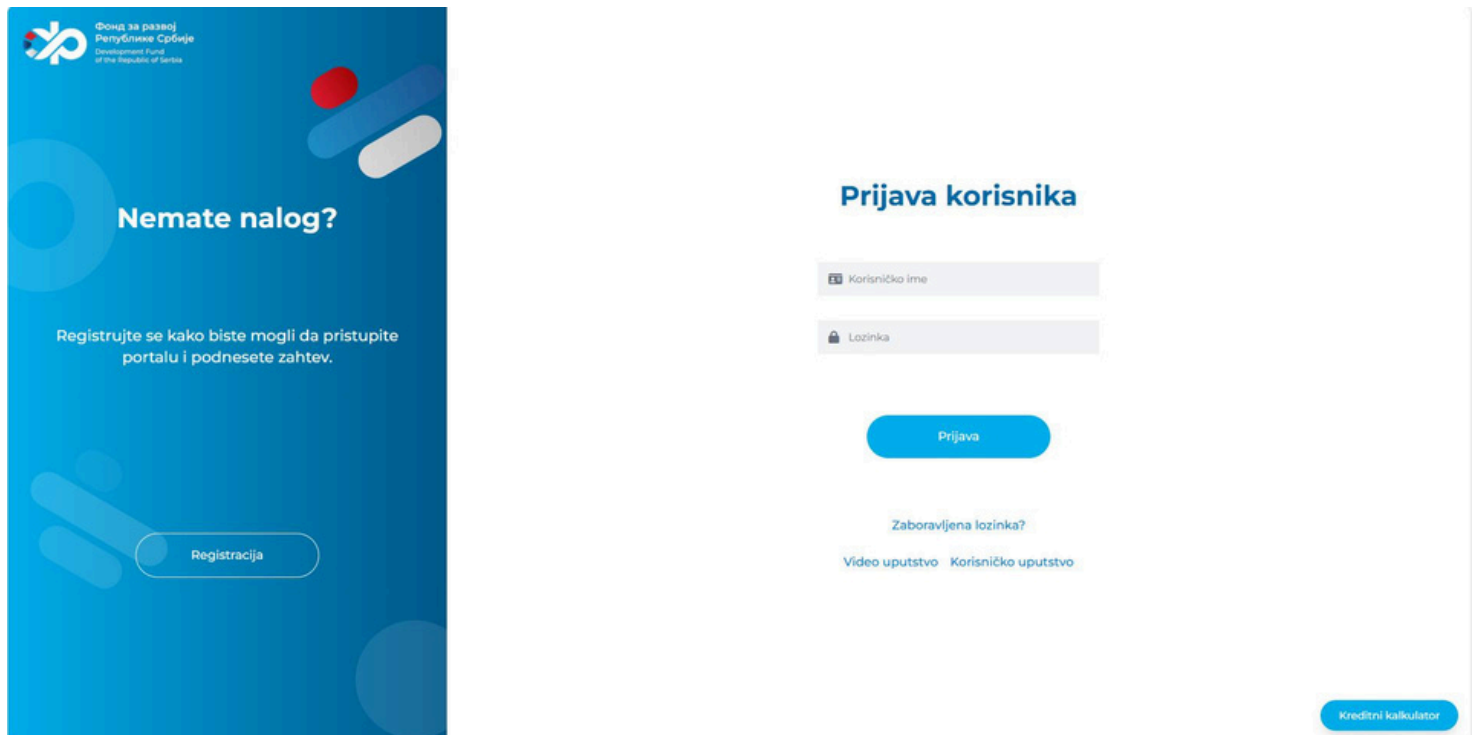 Фонд за развој
Републике Србије
Development Fund
of the Republic of Serbia
Nemate nalog?
Registrujte se kako biste mogli da pristupite
portalu i podnesete zahtev.
Registracija
Prijava korisnika
Korisničko ime
Lozinka
Prijava
Zaboravljena lozinka?
Video uputstvo Korisničko uputstvo
Kreditni kalkulator